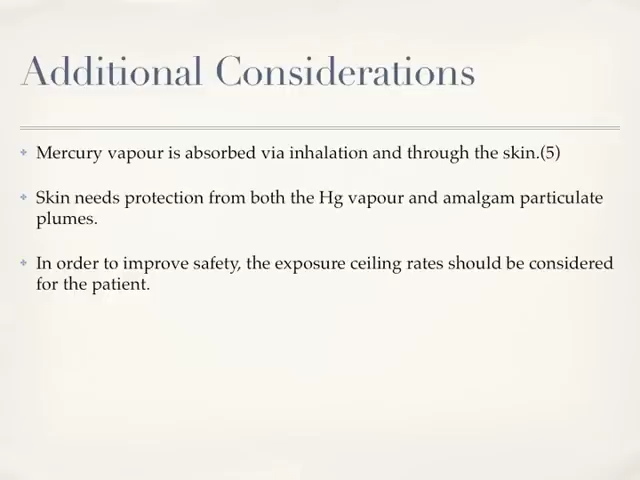 Additional Considerations
Mercury vapour is absorbed via inhalation and through the skin.(5)
Skin needs protection from both the Hg vapour and amalgam particulate
plumes.
In order to improve safety, the exposure ceiling rates should be considered
for the patient.